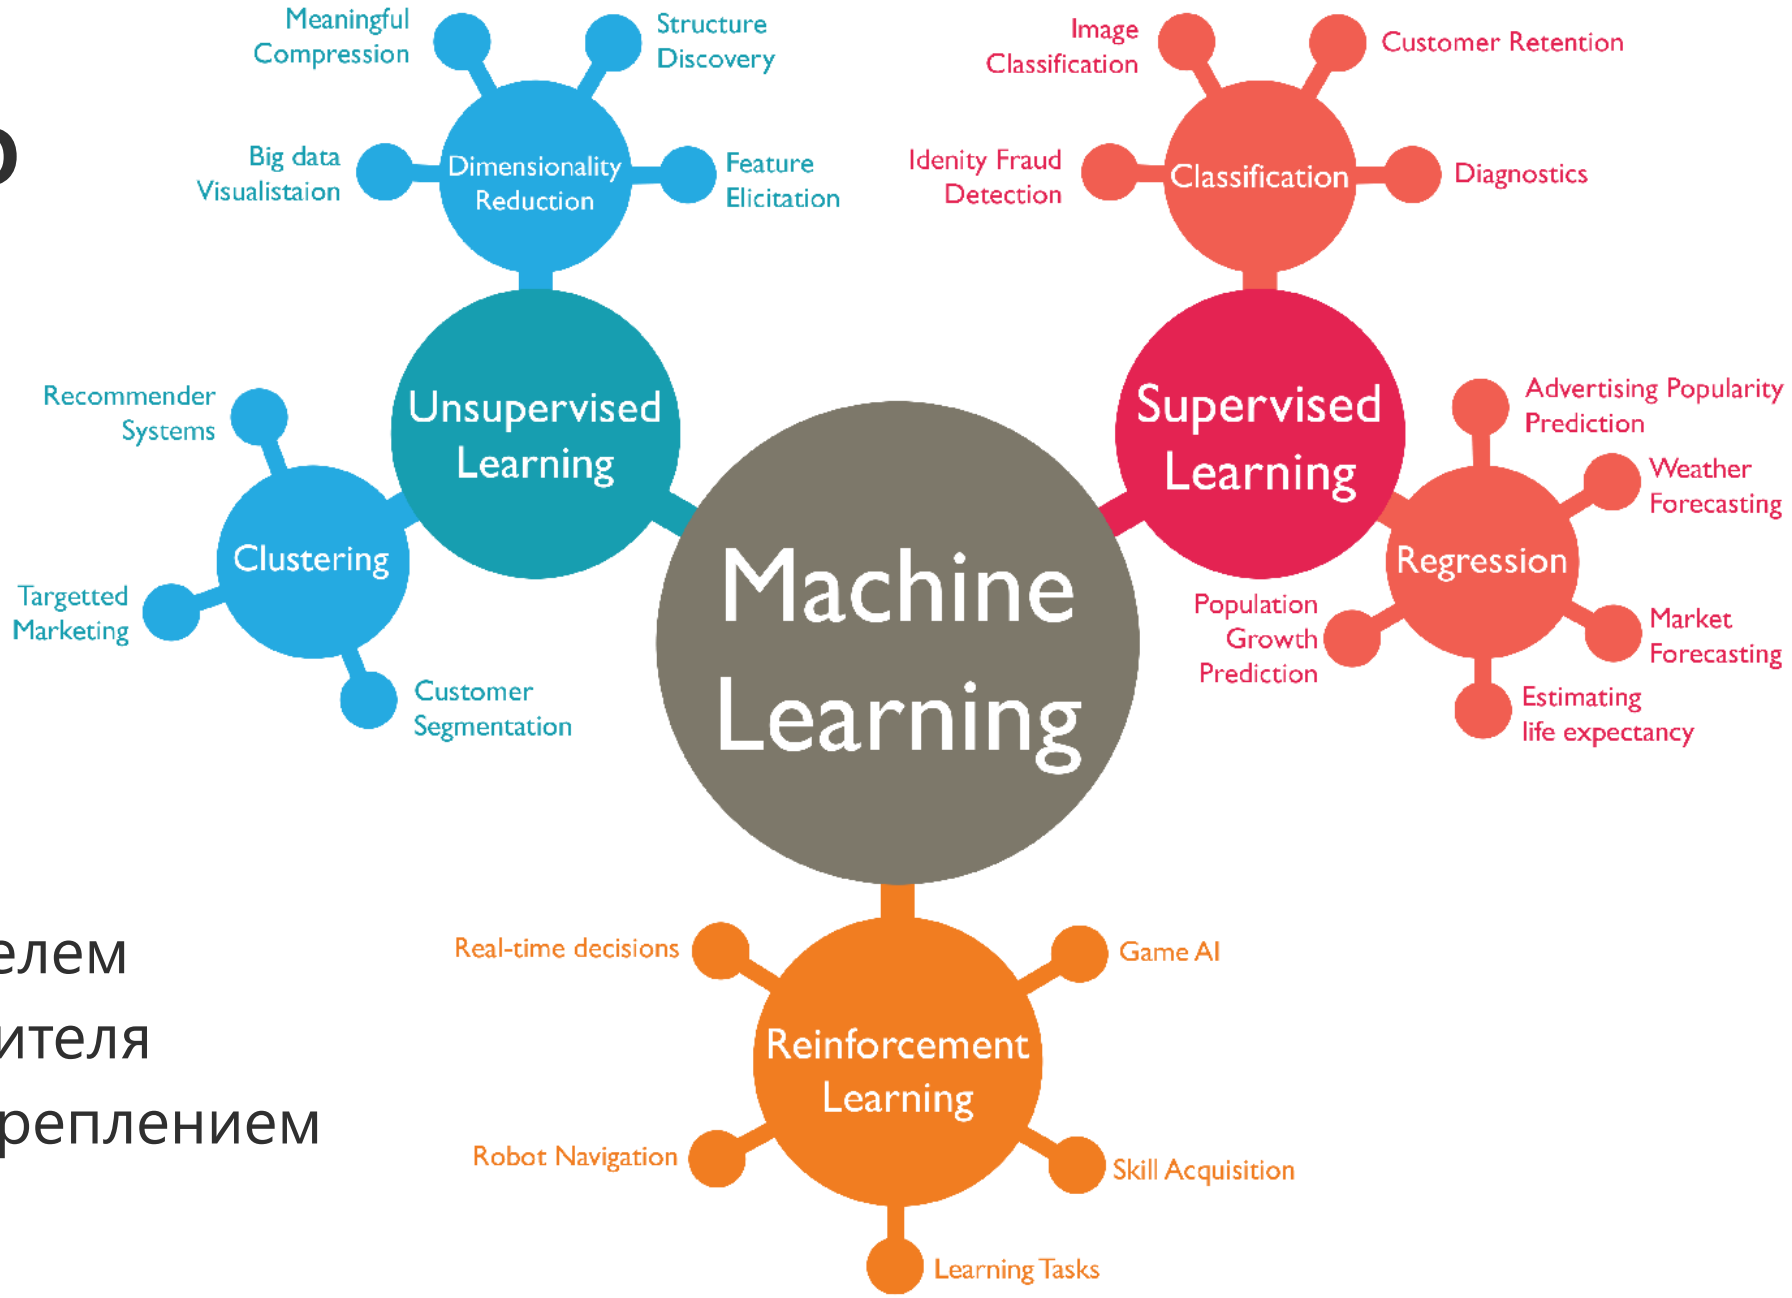 Meaningful
Compression
Structure
Discovery
Big data
Visualistaion
Dimensionality
Reduction
Feature
Elicitation
Image
Classification
Customer Retention
Idenity Fraud
Detection
Classification
Diagnostics
Recommender
Systems
Unsupervised
Learning
Clustering
Targetted
Marketing
Customer
Segmentation
Supervised
Learning
Advertising Popularity
Prediction
Weather
Forecasting
Regression
Population
Growth
Prediction
Market
Forecasting
Estimating
life expectancy
Machine
Learning
елем
ителя
реплением
Real-time decisions
Game AI
Reinforcement
Learning
Robot Navigation
Skill Acquisition
Learning Tasks